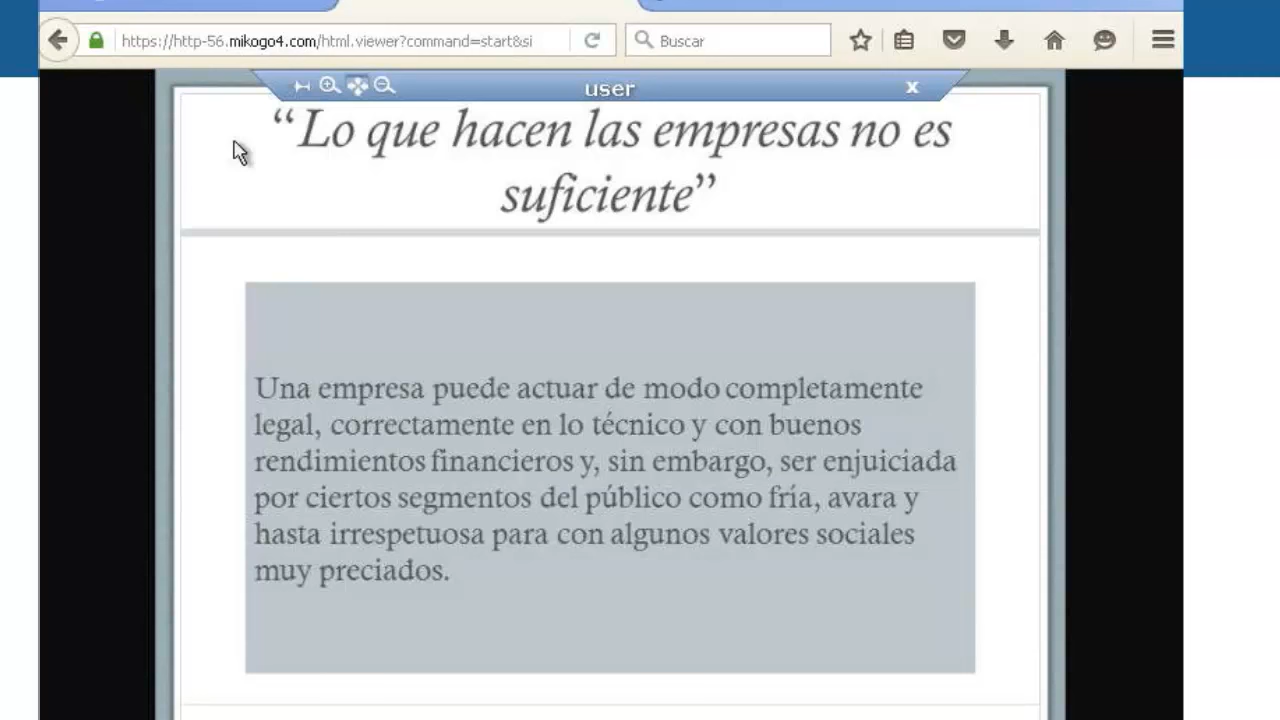 https://http-56.mikogo4.com/html.viewer?command=start&si
Buscar
user
x
“Lo que hacen las empresas no es
suficiente”
Una empresa puede actuar de modo completamente
legal, correctamente en lo técnico y con buenos
rendimientos financieros y, sin embargo, ser enjuiciada
por ciertos segmentos del público como fría, avara y
hasta irrespetuosa para con algunos valores sociales
muy preciados.